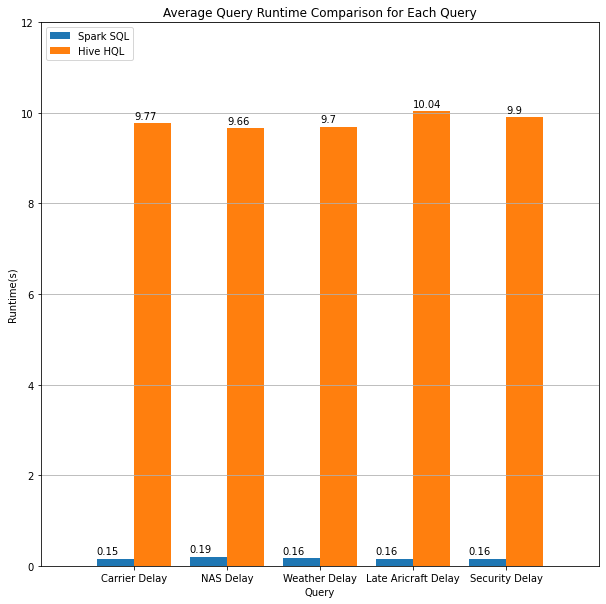 Average Query Runtime Comparison for Each Query
Spark SQL
Hive HQL
12
10
8
6
4
2
0
Runtime(s)
9.77
9.66
9.7
10.04
9.9
0.15
0.19
0.16
0.16
0.16
Carrier Delay
NAS Delay
Weather Delay
Late Aricraft Delay
Security Delay
Query